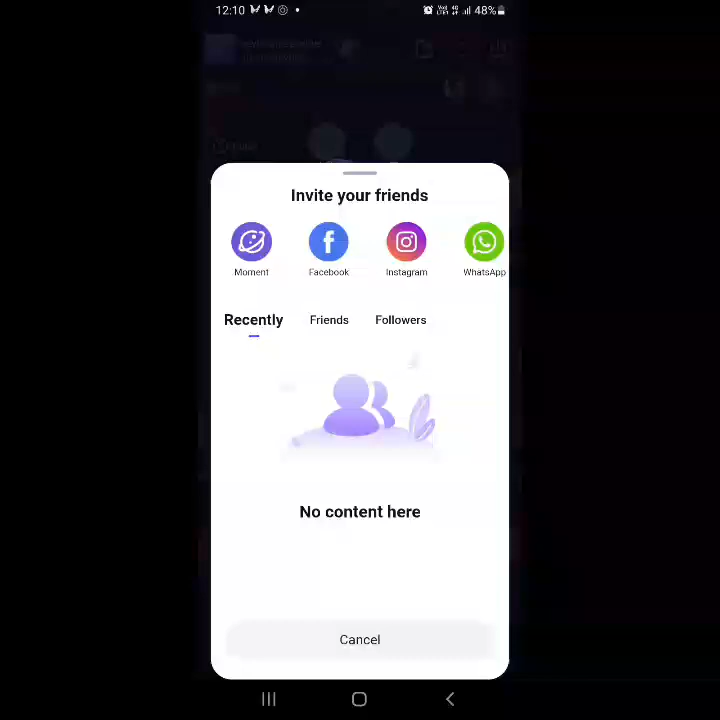 12:10
48%
Invite your friends
Moment Facebook Instagram WhatsApp
Recently Friends Followers
No content here
Cancel